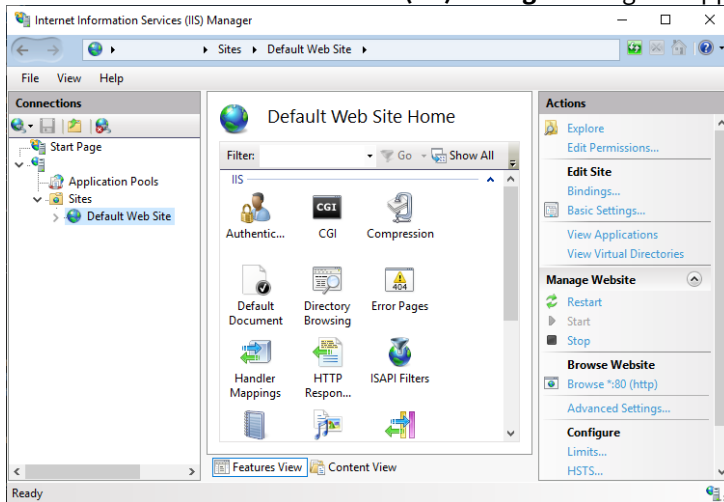 Internet Information Services (IIS) Manager
Sites Default Web Site
File View Help
Connections
Start Page
Application Pools
Sites
Default Web Site
Default Web Site Home
Filter: Go Show All
IIS
Authentic... CGI Compression
CGI
404
Default Document
Directory Browsing
Error Pages
Handler Mappings
HTTP Respon...
ISAPI Filters
Features View Content View
Actions
Explore
Edit Permissions...
Edit Site
Bindings...
Basic Settings...
View Applications
View Virtual Directories
Manage Website
Restart
Start
Stop
Browse Website
Browse *:80 (http)
Advanced Settings...
Configure
Limits...
HSTS...
Ready